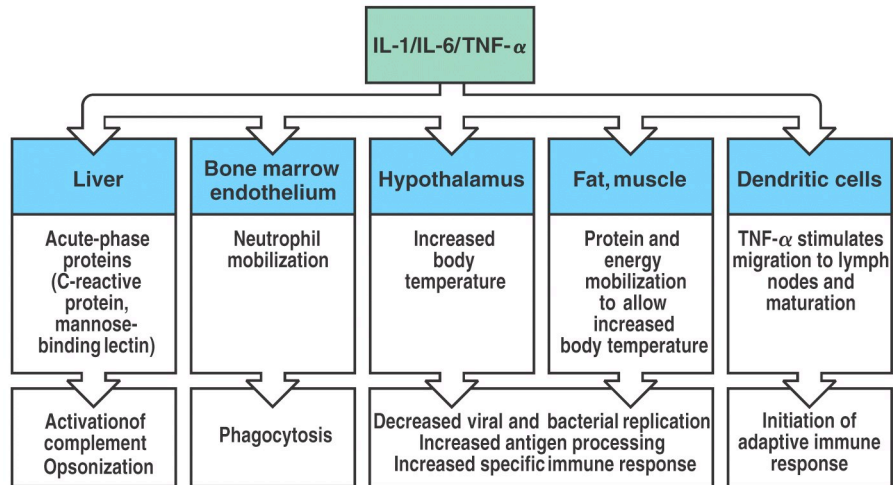 IL-1/IL-6/TNF-α
Liver
Bone marrow
endothelium
Hypothalamus
Fat, muscle
Dendritic cells
Acute-phase
proteins
(C-reactive
protein,
mannose-
binding lectin)
Neutrophil
mobilization
Increased
body
temperature
Protein and
energy
mobilization
to allow
increased
body temperature
TNF-α stimulates
migration to lymph
nodes and
maturation
Activationof
complement
Opsonization
Phagocytosis
Decreased viral and bacterial replication
Increased antigen processing
Increased specific immune response
Initiation of
adaptive immune
response